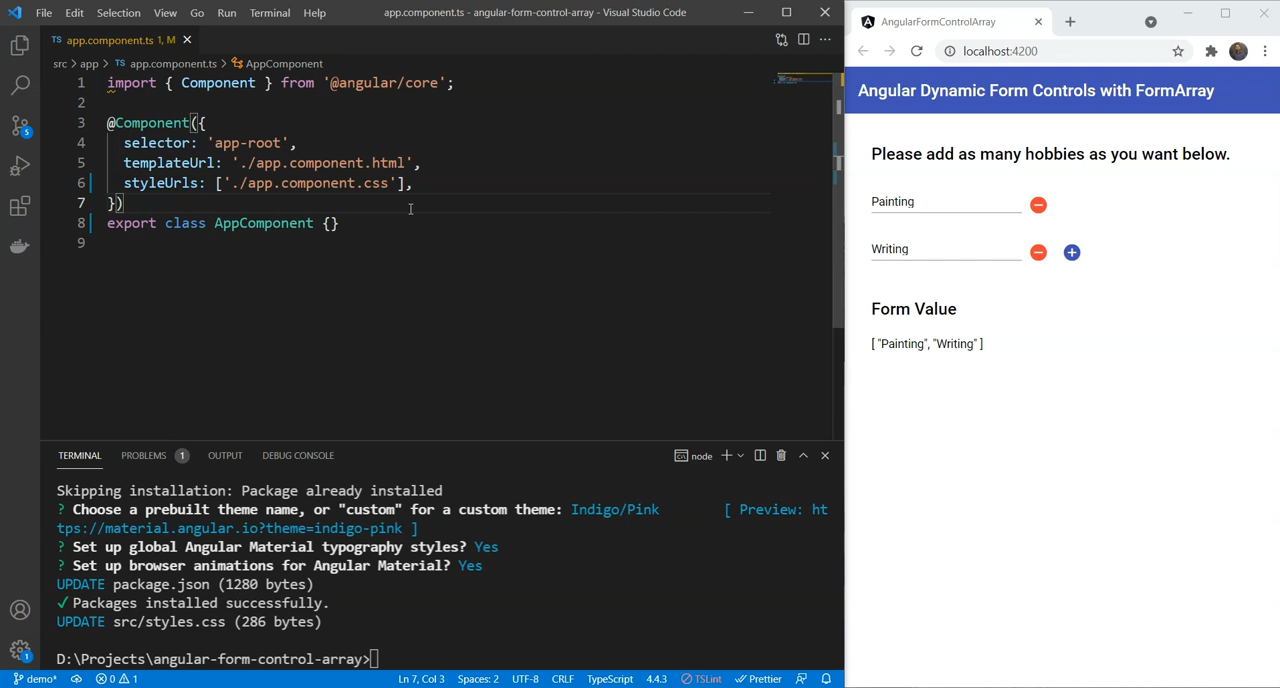 File Edit Selection View Go Run Terminal Help
app.component.ts - angular-form-control-array - Visual Studio Code
TS app.component.ts 1, M
src > app > TS app.component.ts > AppComponent
1 import { Component } from '@angular/core';
2
3 @Component({
4 selector: 'app-root',
5 templateUrl: './app.component.html',
6 styleUrls: ['./app.component.css'],
7 })
8 export class AppComponent {}
9
5
1
TERMINAL PROBLEMS 1 OUTPUT DEBUG CONSOLE
node
Skipping installation: Package already installed
? Choose a prebuilt theme name, or "custom" for a custom theme: Indigo/Pink [ Preview: ht
tps://material.angular.io?theme=indigo-pink ]
? Set up global Angular Material typography styles? Yes
? Set up browser animations for Angular Material? Yes
UPDATE package.json (1280 bytes)
✓ Packages installed successfully.
UPDATE src/styles.css (286 bytes)
D:\Projects\angular-form-control-array>
demo* 0 1 Ln 7, Col 3 Spaces: 2 UTF-8 CRLF TypeScript 4.4.3 TSLint Prettier
AngularFormControlArray
localhost:4200
Angular Dynamic Form Controls with FormArray
Please add as many hobbies as you want below.
Painting
Writing
Form Value
[ "Painting", "Writing" ]